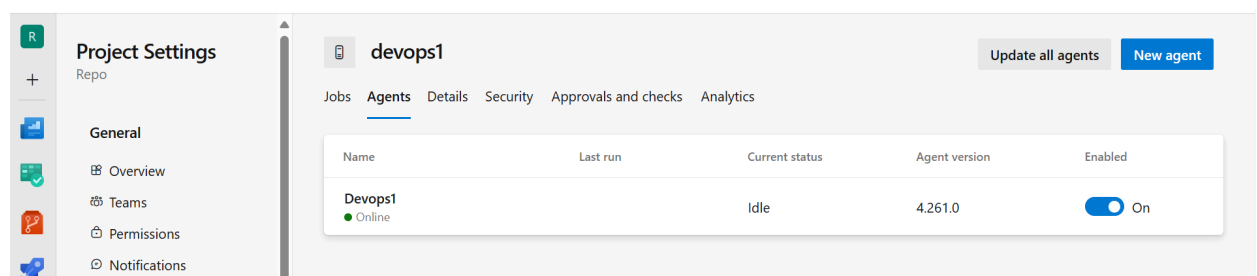 R
Project Settings
Repo
General
Overview
Teams
Permissions
Notifications
devops1
Update all agents
New agent
Jobs Agents Details Security Approvals and checks Analytics
Name Last run Current status Agent version Enabled
Devops1
Online
Idle 4.261.0 On